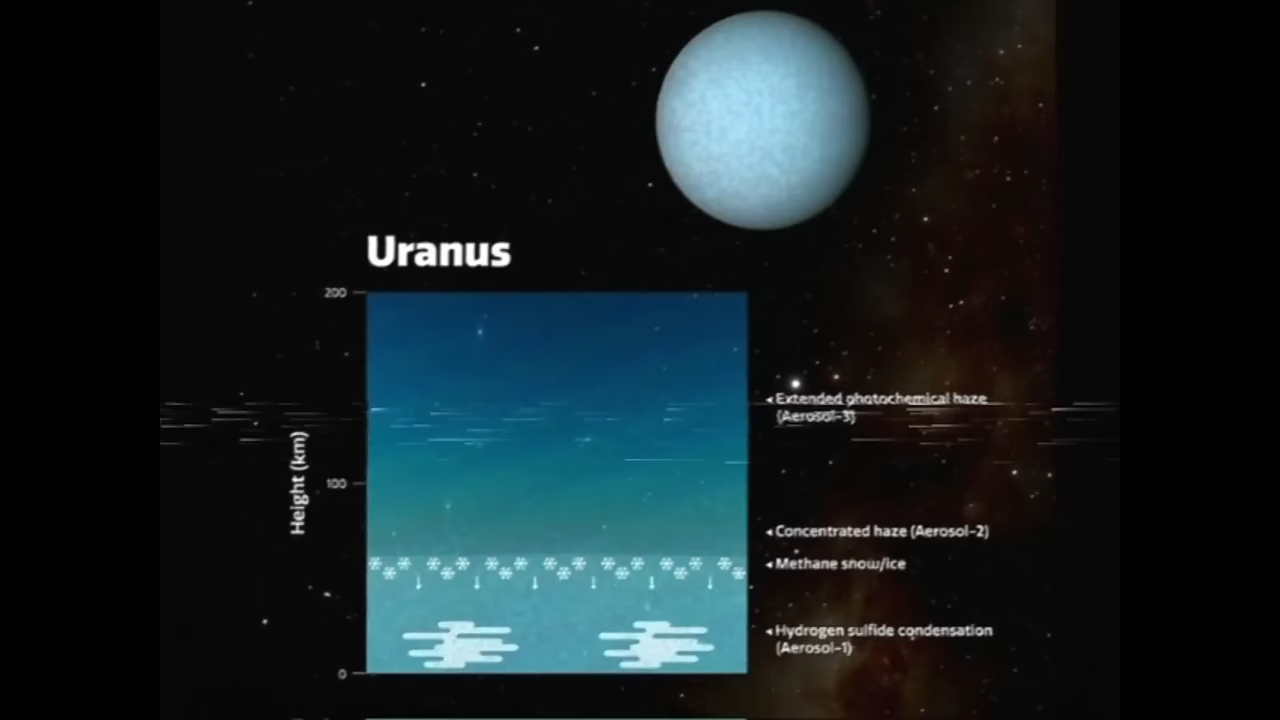 Uranus
200
Extended photochemical haze
(Aerosol-3)
Height (km)
100
Concentrated haze (Aerosol-2)
Methane snow/ice
Hydrogen sulfide condensation
(Aerosol-1)
0